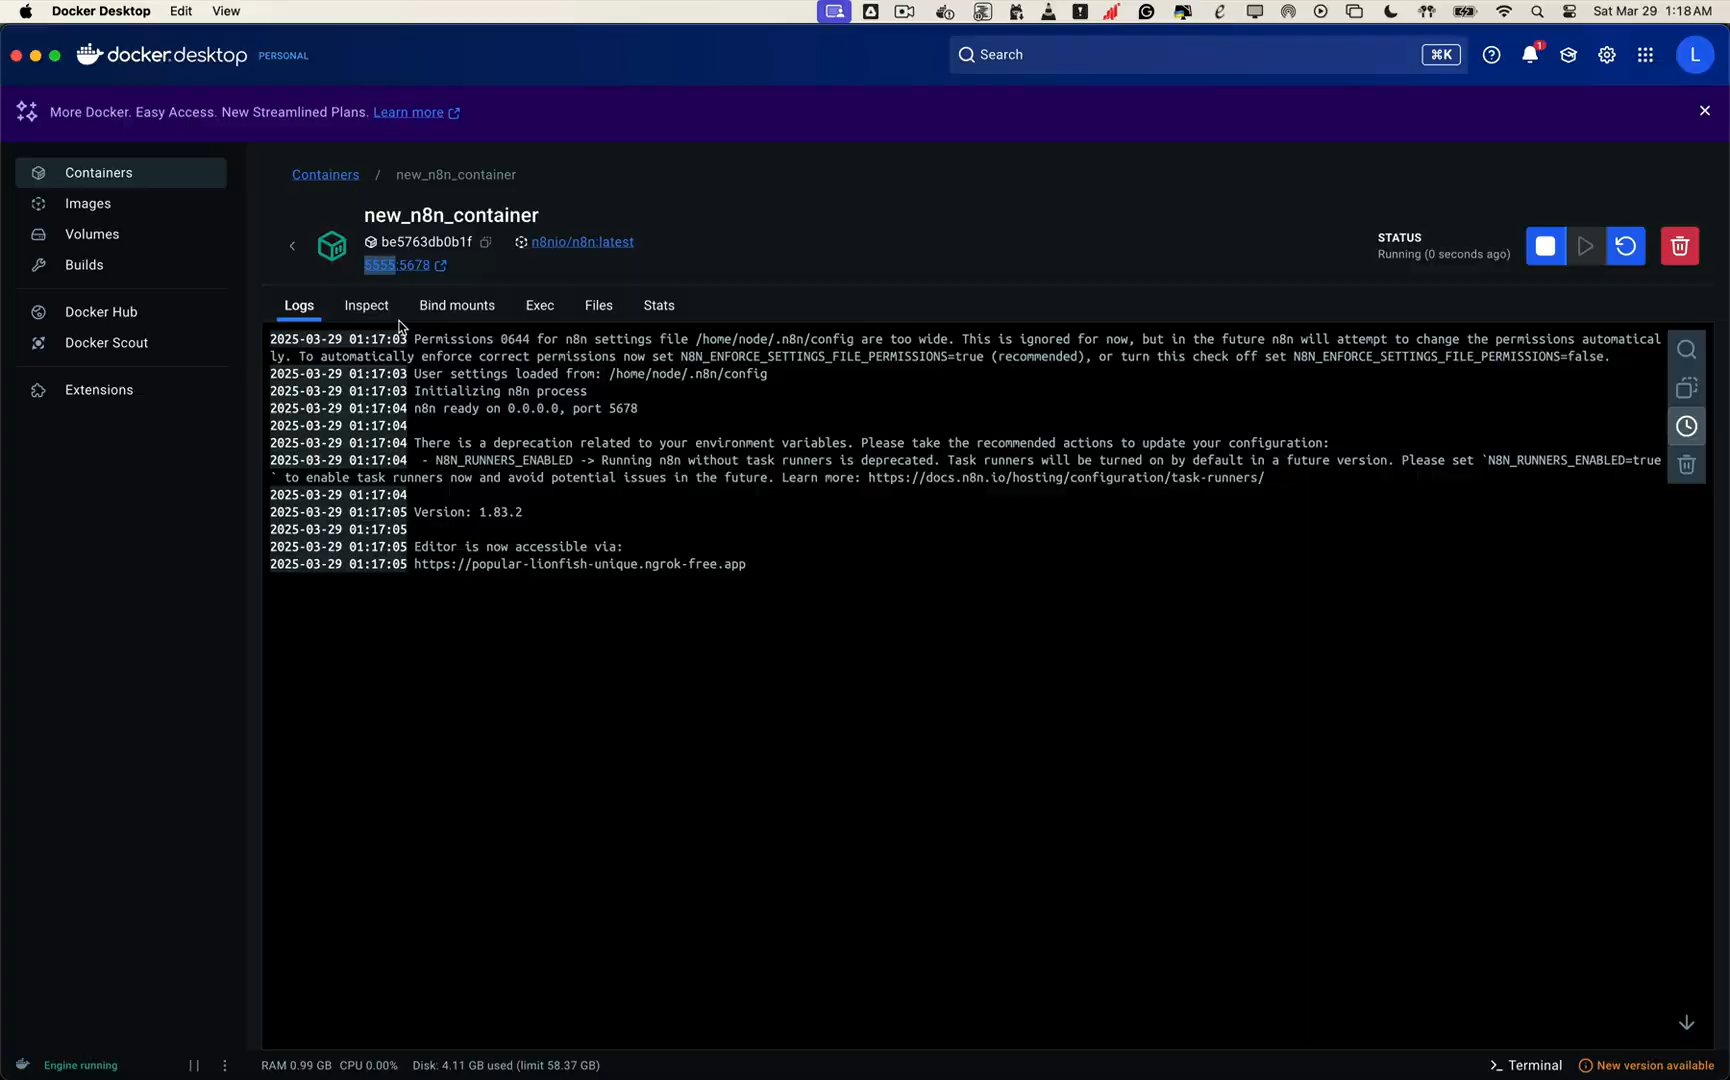 Docker Desktop Edit View Sat Mar 29 1:18 AM
docker.desktop PERSONAL Search ⌘K 1 L
More Docker. Easy Access. New Streamlined Plans. Learn more
Containers
Images
Volumes
Builds
Docker Hub
Docker Scout
Extensions
Containers / new_n8n_container
new_n8n_container
be5763db0b1f n8nio/n8n:latest
5555:5678
STATUS
Running (0 seconds ago)
Logs Inspect Bind mounts Exec Files Stats
2025-03-29 01:17:03 Permissions 0644 for n8n settings file /home/node/.n8n/config are too wide. This is ignored for now, but in the future n8n will attempt to change the permissions automatical
ly. To automatically enforce correct permissions now set N8N_ENFORCE_SETTINGS_FILE_PERMISSIONS=true (recommended), or turn this check off set N8N_ENFORCE_SETTINGS_FILE_PERMISSIONS=false.
2025-03-29 01:17:03 User settings loaded from: /home/node/.n8n/config
2025-03-29 01:17:03 Initializing n8n process
2025-03-29 01:17:04 n8n ready on 0.0.0.0, port 5678
2025-03-29 01:17:04
2025-03-29 01:17:04 There is a deprecation related to your environment variables. Please take the recommended actions to update your configuration:
2025-03-29 01:17:04 - N8N_RUNNERS_ENABLED -> Running n8n without task runners is deprecated. Task runners will be turned on by default in a future version. Please set `N8N_RUNNERS_ENABLED=true
` to enable task runners now and avoid potential issues in the future. Learn more: https://docs.n8n.io/hosting/configuration/task-runners/
2025-03-29 01:17:04
2025-03-29 01:17:05 Version: 1.83.2
2025-03-29 01:17:05
2025-03-29 01:17:05 Editor is now accessible via:
2025-03-29 01:17:05 https://popular-lionfish-unique.ngrok-free.app
Engine running RAM 0.99 GB CPU 0.00% Disk: 4.11 GB used (limit 58.37 GB) >_ Terminal New version available